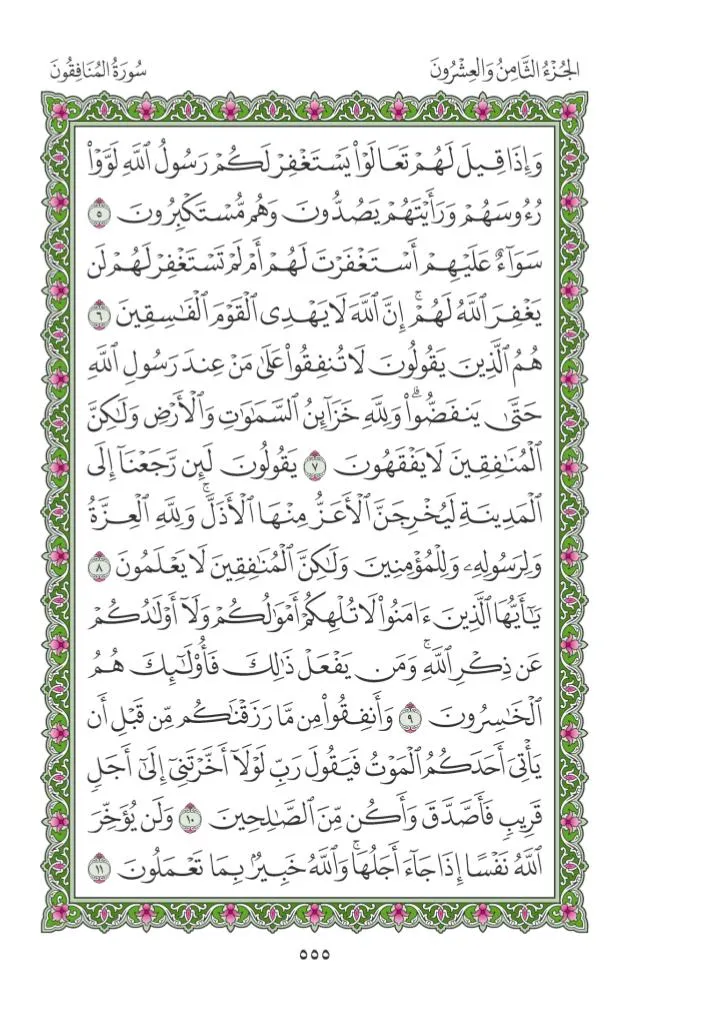 الجُزْءُ الثَّامِنُ وَالعِشْرُونَ
سُورَةُ المُنَافِقُونَ
وَإِذَا قِيلَ لَهُمْ تَعَالَوْاْ يَسْتَغْفِرْ لَكُمْ رَسُولُ ٱللَّهِ لَوَّوْاْ
رُءُوسَهُمْ وَرَأَيْتَهُمْ يَصُدُّونَ وَهُم مُّسْتَكْبِرُونَ ٥
سَوَآءٌ عَلَيْهِمْ أَسْتَغْفَرْتَ لَهُمْ أَمْ لَمْ تَسْتَغْفِرْ لَهُمْ لَن
يَغْفِرَ ٱللَّهُ لَهُمْۚ إِنَّ ٱللَّهَ لَا يَهْدِى ٱلْقَوْمَ ٱلْفَـٰسِقِينَ ٦
هُمُ ٱلَّذِينَ يَقُولُونَ لَا تُنفِقُواْ عَلَىٰ مَنْ عِندَ رَسُولِ ٱللَّهِ
حَتَّىٰ يَنفَضُّواْۗ وَلِلَّهِ خَزَآئِنُ ٱلسَّمَـٰوَٰتِ وَٱلْأَرْضِ وَلَـٰكِنَّ
ٱلْمُنَـٰفِقِينَ لَا يَفْقَهُونَ ٧ يَقُولُونَ لَئِن رَّجَعْنَآ إِلَى
ٱلْمَدِينَةِ لَيُخْرِجَنَّ ٱلْأَعَزُّ مِنْهَا ٱلْأَذَلَّۚ وَلِلَّهِ ٱلْعِزَّةُ
وَلِرَسُولِهِۦ وَلِلْمُؤْمِنِينَ وَلَـٰكِنَّ ٱلْمُنَـٰفِقِينَ لَا يَعْلَمُونَ ٨
يَـٰٓأَيُّهَا ٱلَّذِينَ ءَامَنُواْ لَا تُلْهِكُمْ أَمْوَٰلُكُمْ وَلَآ أَوْلَـٰدُكُمْ
عَن ذِكْرِ ٱللَّهِۚ وَمَن يَفْعَلْ ذَٰلِكَ فَأُوْلَـٰٓئِكَ هُمُ
ٱلْخَـٰسِرُونَ ٩ وَأَنفِقُواْ مِن مَّا رَزَقْنَـٰكُم مِّن قَبْلِ أَن
يَأْتِىَ أَحَدَكُمُ ٱلْمَوْتُ فَيَقُولَ رَبِّ لَوْلَآ أَخَّرْتَنِىٓ إِلَىٰٓ أَجَلٍ
قَرِيبٍ فَأَصَّدَّقَ وَأَكُن مِّنَ ٱلصَّـٰلِحِينَ ١٠ وَلَن يُؤَخِّرَ
ٱللَّهُ نَفْسًا إِذَا جَآءَ أَجَلُهَاۚ وَٱللَّهُ خَبِيرٌۢ بِمَا تَعْمَلُونَ ١١
٥٥٥